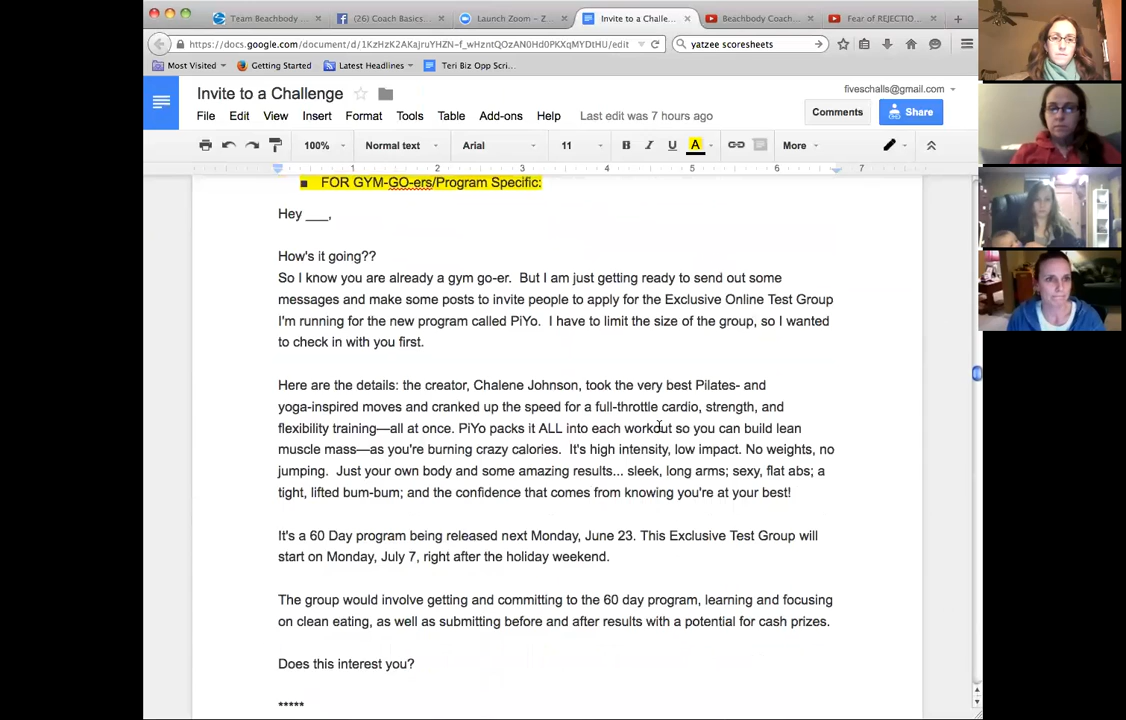 Team Beachbody
(26) Coach Basics...
Launch Zoom - Z...
Invite to a Challe...
Beachbody Coach...
Fear of REJECTIO...
https://docs.google.com/document/d/1KzHzK2AKajruYHZN-f_wHzntQOzAN0Hd0PKXqMYDtHU/edit
yatzee scoresheets
Most Visited
Getting Started
Latest Headlines
Teri Biz Opp Scri...
Invite to a Challenge
fiveschalls@gmail.com
File Edit View Insert Format Tools Table Add-ons Help Last edit was 7 hours ago
Comments
Share
100% Normal text Arial 11 B I U A More
1 2 3 4 5 6 7
■ FOR GYM-GO-ers/Program Specific:
Hey ___,
How's it going??
So I know you are already a gym go-er. But I am just getting ready to send out some
messages and make some posts to invite people to apply for the Exclusive Online Test Group
I'm running for the new program called PiYo. I have to limit the size of the group, so I wanted
to check in with you first.
Here are the details: the creator, Chalene Johnson, took the very best Pilates- and
yoga-inspired moves and cranked up the speed for a full-throttle cardio, strength, and
flexibility training—all at once. PiYo packs it ALL into each workout so you can build lean
muscle mass—as you're burning crazy calories. It's high intensity, low impact. No weights, no
jumping. Just your own body and some amazing results... sleek, long arms; sexy, flat abs; a
tight, lifted bum-bum; and the confidence that comes from knowing you're at your best!
It's a 60 Day program being released next Monday, June 23. This Exclusive Test Group will
start on Monday, July 7, right after the holiday weekend.
The group would involve getting and committing to the 60 day program, learning and focusing
on clean eating, as well as submitting before and after results with a potential for cash prizes.
Does this interest you?
*****